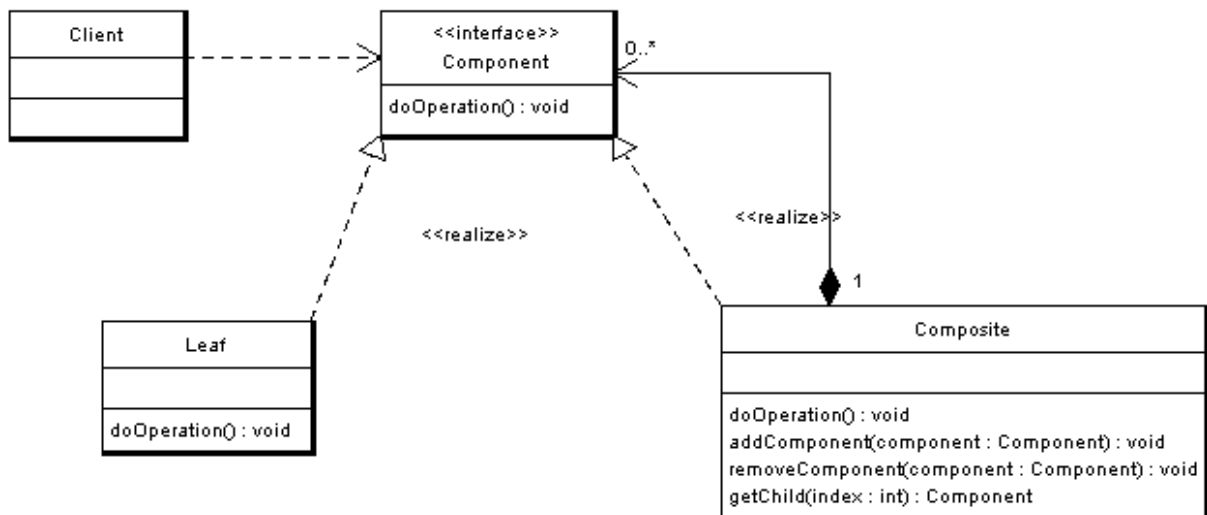 Client
<<interface>>
Component
doOperation() : void
0..*
<<realize>>
<<realize>>
1
Leaf
doOperation() : void
Composite
doOperation() : void
addComponent(component : Component) : void
removeComponent(component : Component) : void
getChild(index : int) : Component